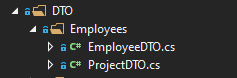 DTO
Employees
C# EmployeeDTO.cs
C# ProjectDTO.cs